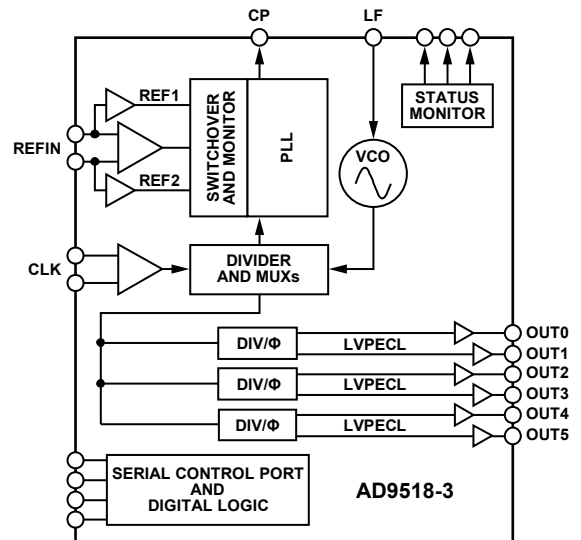 CP
LF
REF1
REFIN
REF2
SWITCHOVER
AND MONITOR
PLL
STATUS
MONITOR
VCO
CLK
DIVIDER
AND MUXs
DIV/Φ
LVPECL
OUT0
OUT1
DIV/Φ
LVPECL
OUT2
OUT3
DIV/Φ
LVPECL
OUT4
OUT5
SERIAL CONTROL PORT
AND
DIGITAL LOGIC
AD9518-3